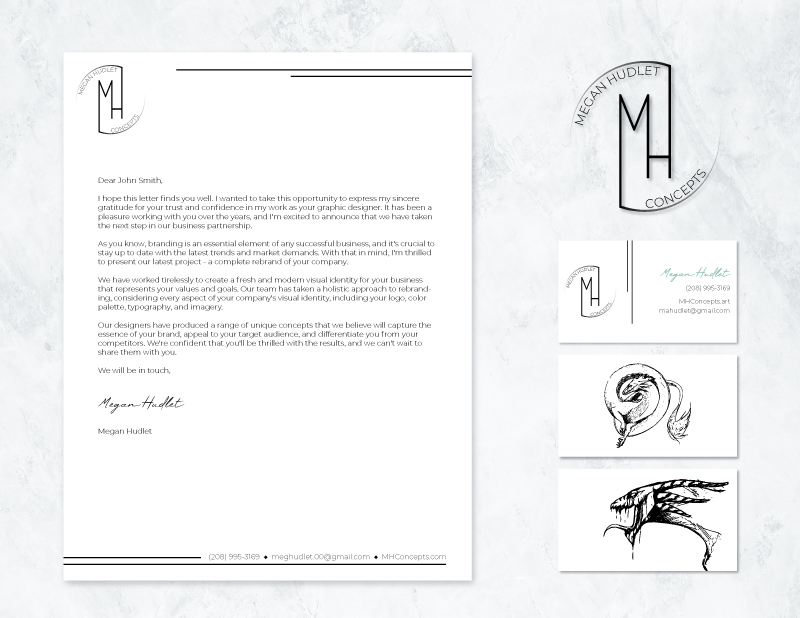 MEGAN HUDLET
MH
CONCEPTS
Dear John Smith,
I hope this letter finds you well. I wanted to take this opportunity to express my sincere
gratitude for your trust and confidence in my work as your graphic designer. It has been a
pleasure working with you over the years, and I'm excited to announce that we have taken
the next step in our business partnership.
As you know, branding is an essential element of any successful business, and it's crucial to
stay up to date with the latest trends and market demands. With that in mind, I'm thrilled
to present our latest project - a complete rebrand of your company.
We have worked tirelessly to create a fresh and modern visual identity for your business
that represents your values and goals. Our team has taken a holistic approach to rebrand-
ing, considering every aspect of your company's visual identity, including your logo, color
palette, typography, and imagery.
Our designers have produced a range of unique concepts that we believe will capture the
essence of your brand, appeal to your target audience, and differentiate you from your
competitors. We're confident that you'll be thrilled with the results, and we can't wait to
share them with you.
We will be in touch,
Megan Hudlet
Megan Hudlet
(208) 995-3169 ◆ meghudlet.00@gmail.com ◆ MHConcepts.com
MEGAN HUDLET
MH
CONCEPTS
MEGAN HUDLET
MH
CONCEPTS
Megan Hudlet
(208) 995-3169
MHConcepts.art
mahudlet@gmail.com